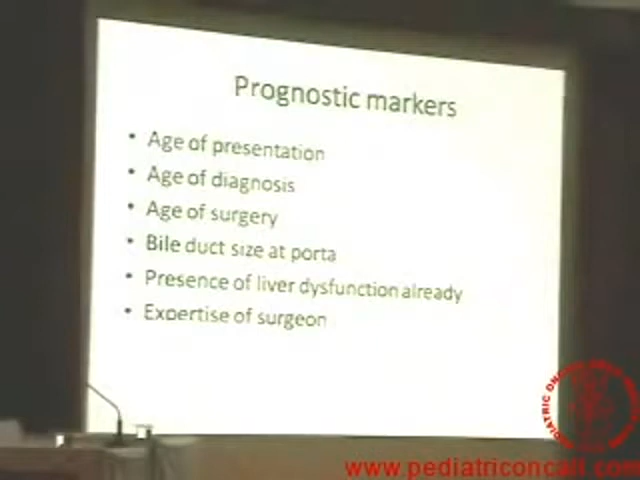 Prognostic markers
• Age of presentation
• Age of diagnosis
• Age of surgery
• Bile duct size at porta
• Presence of liver dysfunction already
• Expertise of surgeon
www.pediatriconcall.com